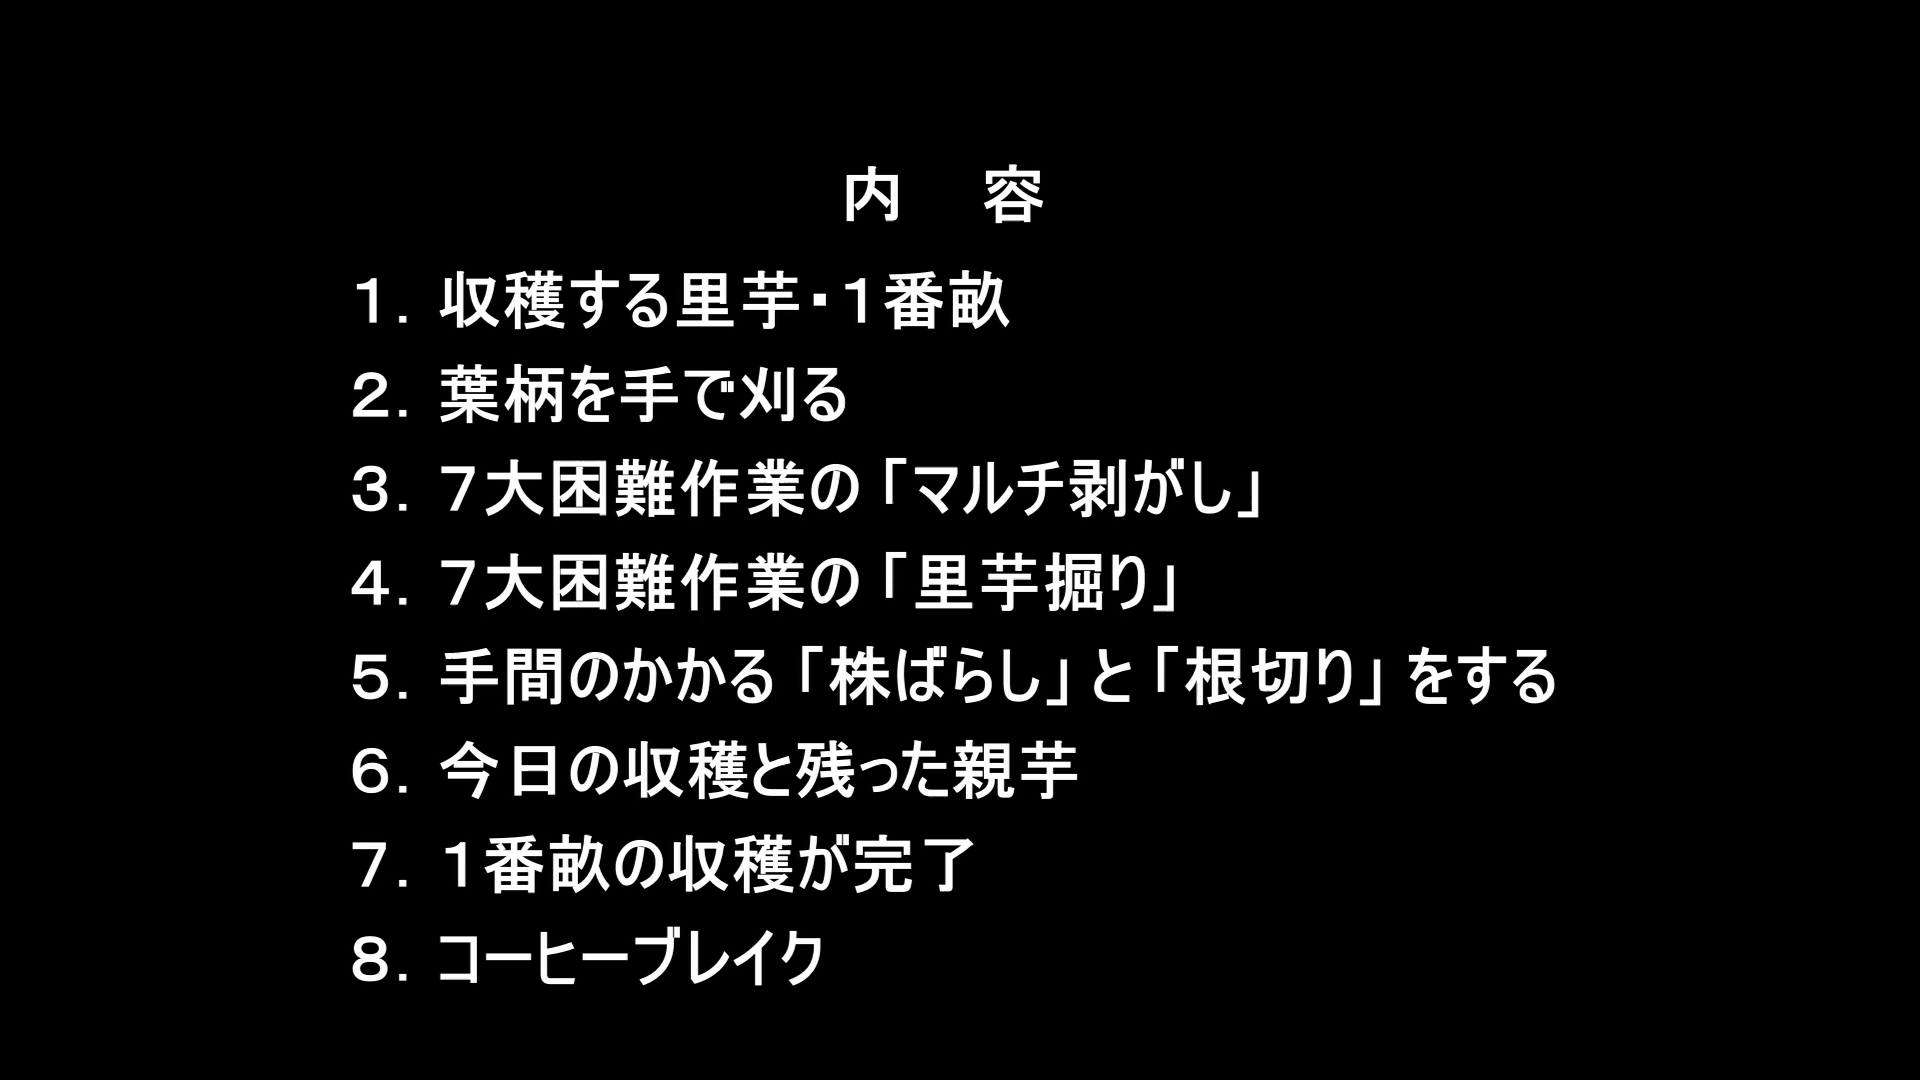 内　容
１．収穫する里芋・１番畝
２．葉柄を手で刈る
３．７大困難作業の「マルチ剥がし」
４．７大困難作業の「里芋掘り」
５．手間のかかる「株ばらし」と「根切り」をする
６．今日の収穫と残った親芋
７．１番畝の収穫が完了
８．コーヒーブレイク